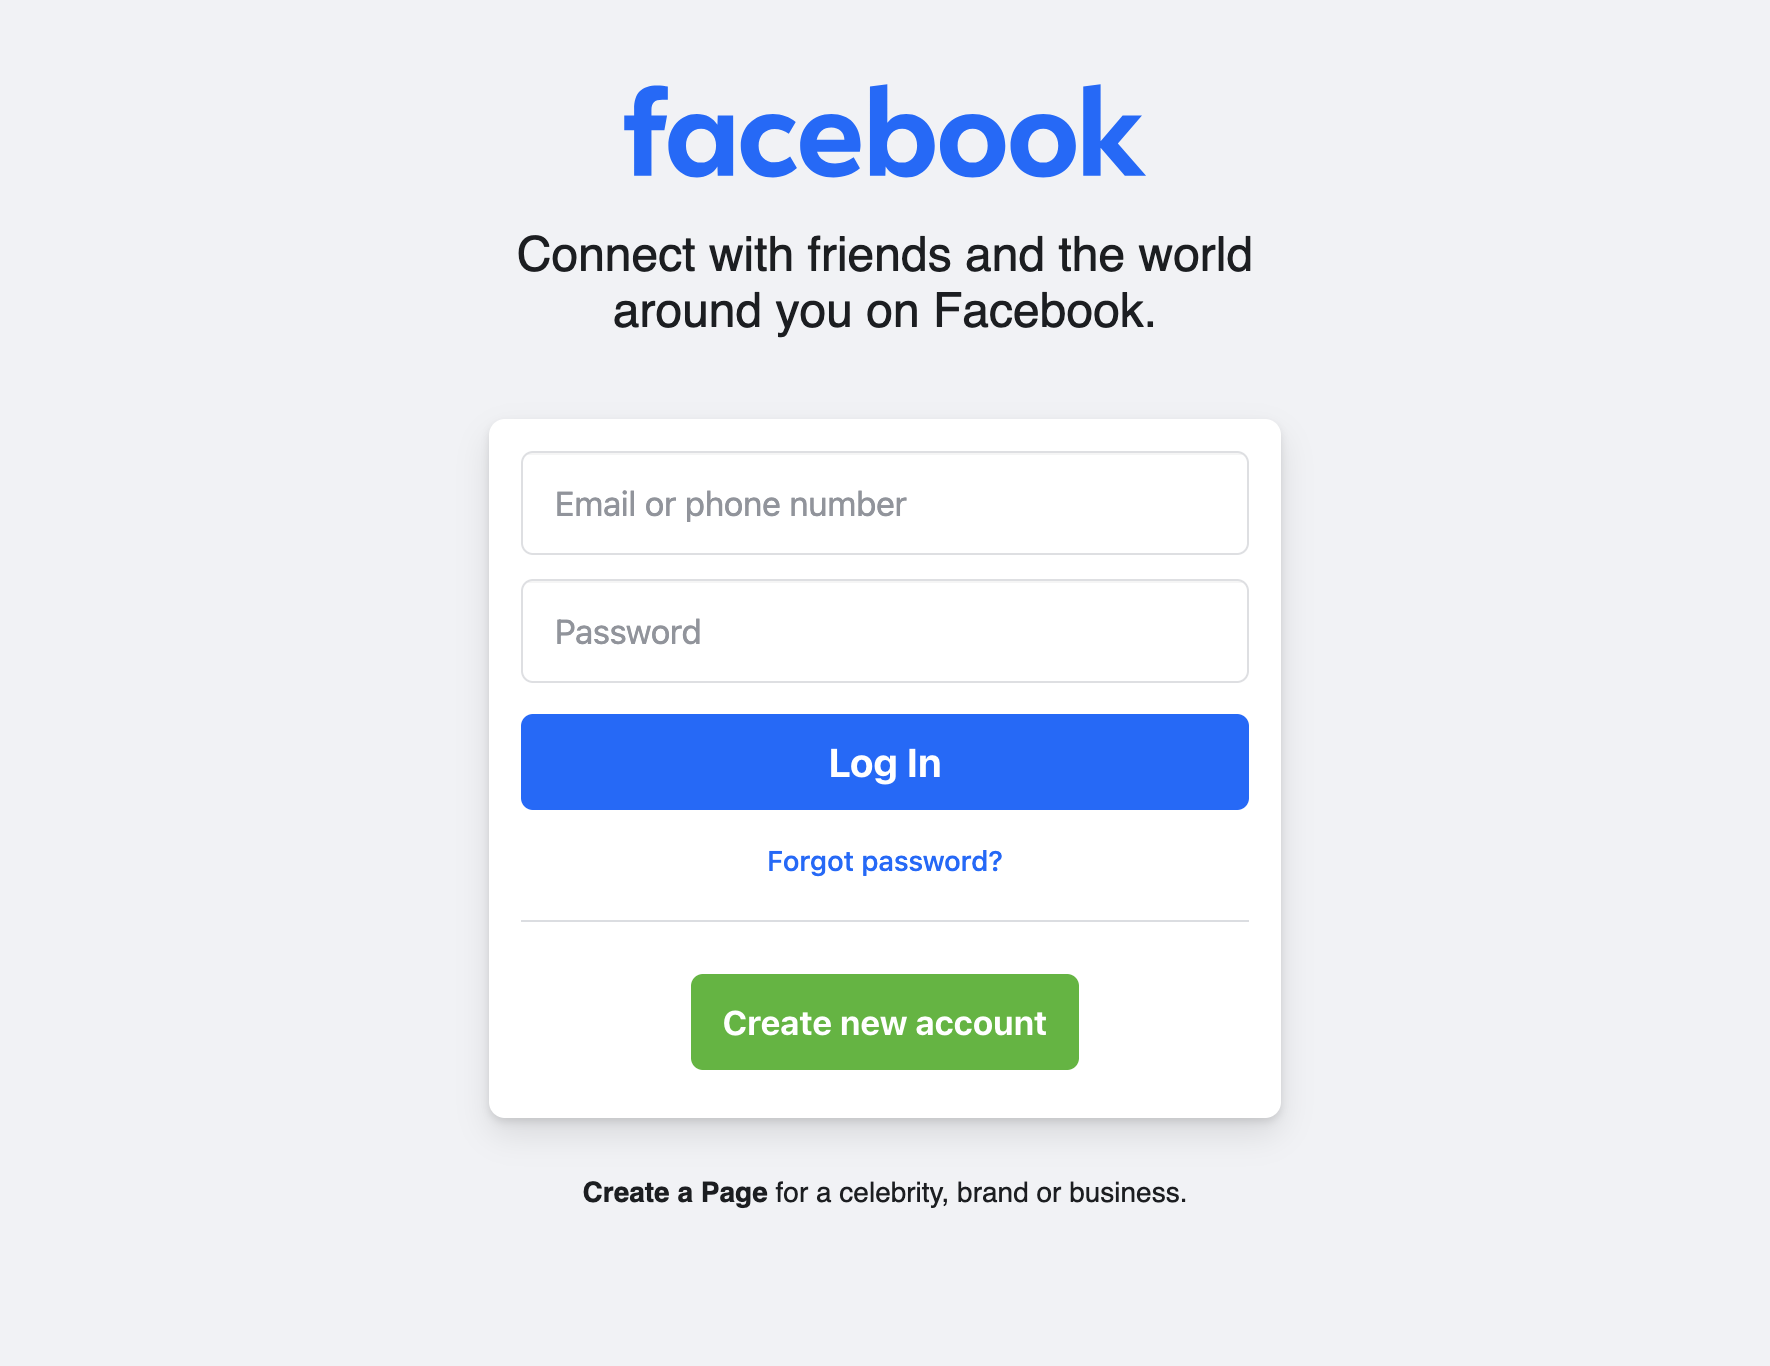 facebook
Connect with friends and the world
around you on Facebook.
Email or phone number
Password
Log In
Forgot password?
Create new account
Create a Page for a celebrity, brand or business.